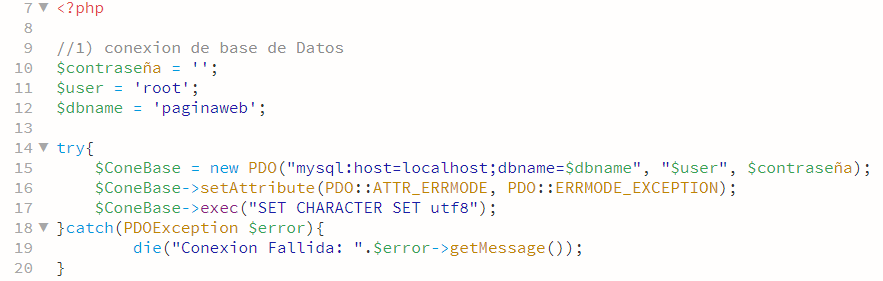 7 <?php
8
9 //1) conexion de base de Datos
10 $contraseña = '';
11 $user = 'root';
12 $dbname = 'paginaweb';
13
14 try{
15 $ConeBase = new PDO("mysql:host=localhost;dbname=$dbname", "$user", $contraseña);
16 $ConeBase->setAttribute(PDO::ATTR_ERRMODE, PDO::ERRMODE_EXCEPTION);
17 $ConeBase->exec("SET CHARACTER SET utf8");
18 }catch(PDOException $error){
19 die("Conexion Fallida: ".$error->getMessage());
20 }